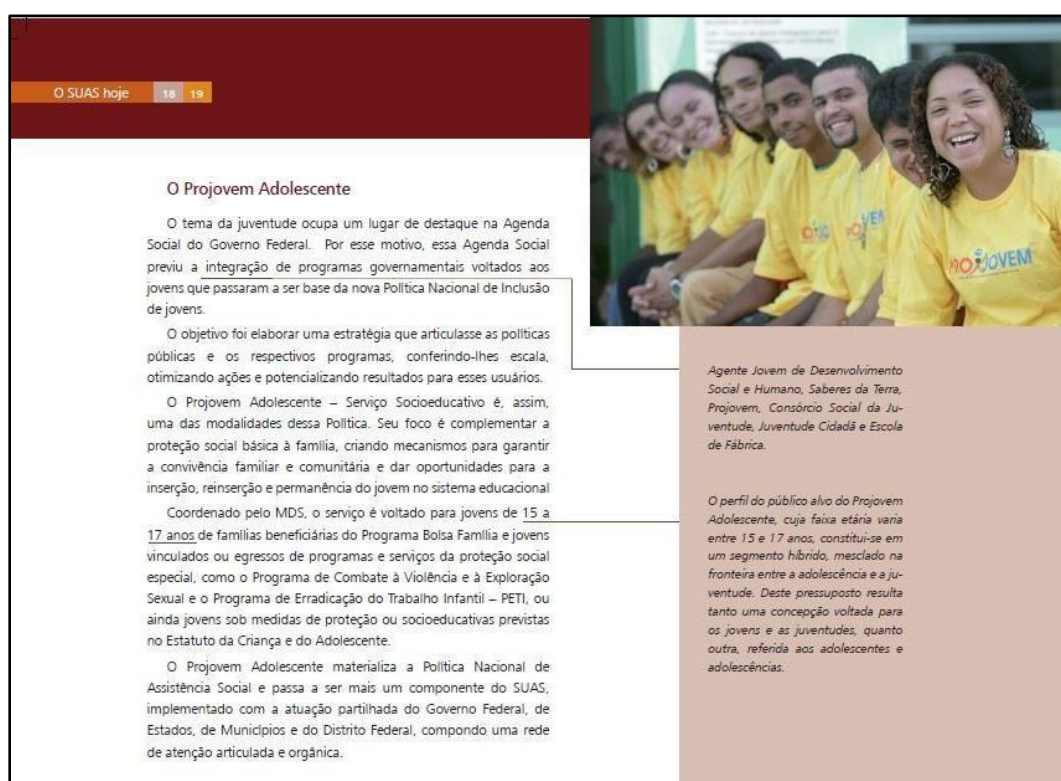 O SUAS hoje 18 19
O Projovem Adolescente
O tema da juventude ocupa um lugar de destaque na Agenda
Social do Governo Federal. Por esse motivo, essa Agenda Social
previu a integração de programas governamentais voltados aos
jovens que passaram a ser base da nova Política Nacional de Inclusão
de jovens.
O objetivo foi elaborar uma estratégia que articulasse as políticas
públicas e os respectivos programas, conferindo-lhes escala,
otimizando ações e potencializando resultados para esses usuários.
O Projovem Adolescente – Serviço Socioeducativo é, assim,
uma das modalidades dessa Política. Seu foco é complementar a
proteção social básica à família, criando mecanismos para garantir
a convivência familiar e comunitária e dar oportunidades para a
inserção, reinserção e permanência do jovem no sistema educacional
Coordenado pelo MDS, o serviço é voltado para jovens de 15 a
17 anos de famílias beneficiárias do Programa Bolsa Família e jovens
vinculados ou egressos de programas e serviços da proteção social
especial, como o Programa de Combate à Violência e à Exploração
Sexual e o Programa de Erradicação do Trabalho Infantil – PETI, ou
ainda jovens sob medidas de proteção ou socioeducativas previstas
no Estatuto da Criança e do Adolescente.
O Projovem Adolescente materializa a Política Nacional de
Assistência Social e passa a ser mais um componente do SUAS,
implementado com a atuação partilhada do Governo Federal, de
Estados, de Municípios e do Distrito Federal, compondo uma rede
de atenção articulada e orgânica.
PROJOVEM
Agente Jovem de Desenvolvimento
Social e Humano, Saberes da Terra,
Projovem, Consórcio Social da Ju-
ventude, Juventude Cidadã e Escola
de Fábrica.
O perfil do público alvo do Projovem
Adolescente, cuja faixa etária varia
entre 15 e 17 anos, constitui-se em
um segmento híbrido, mesclado na
fronteira entre a adolescência e a ju-
ventude. Deste pressuposto resulta
tanto uma concepção voltada para
os jovens e as juventudes, quanto
outra, referida aos adolescentes e
adolescências.